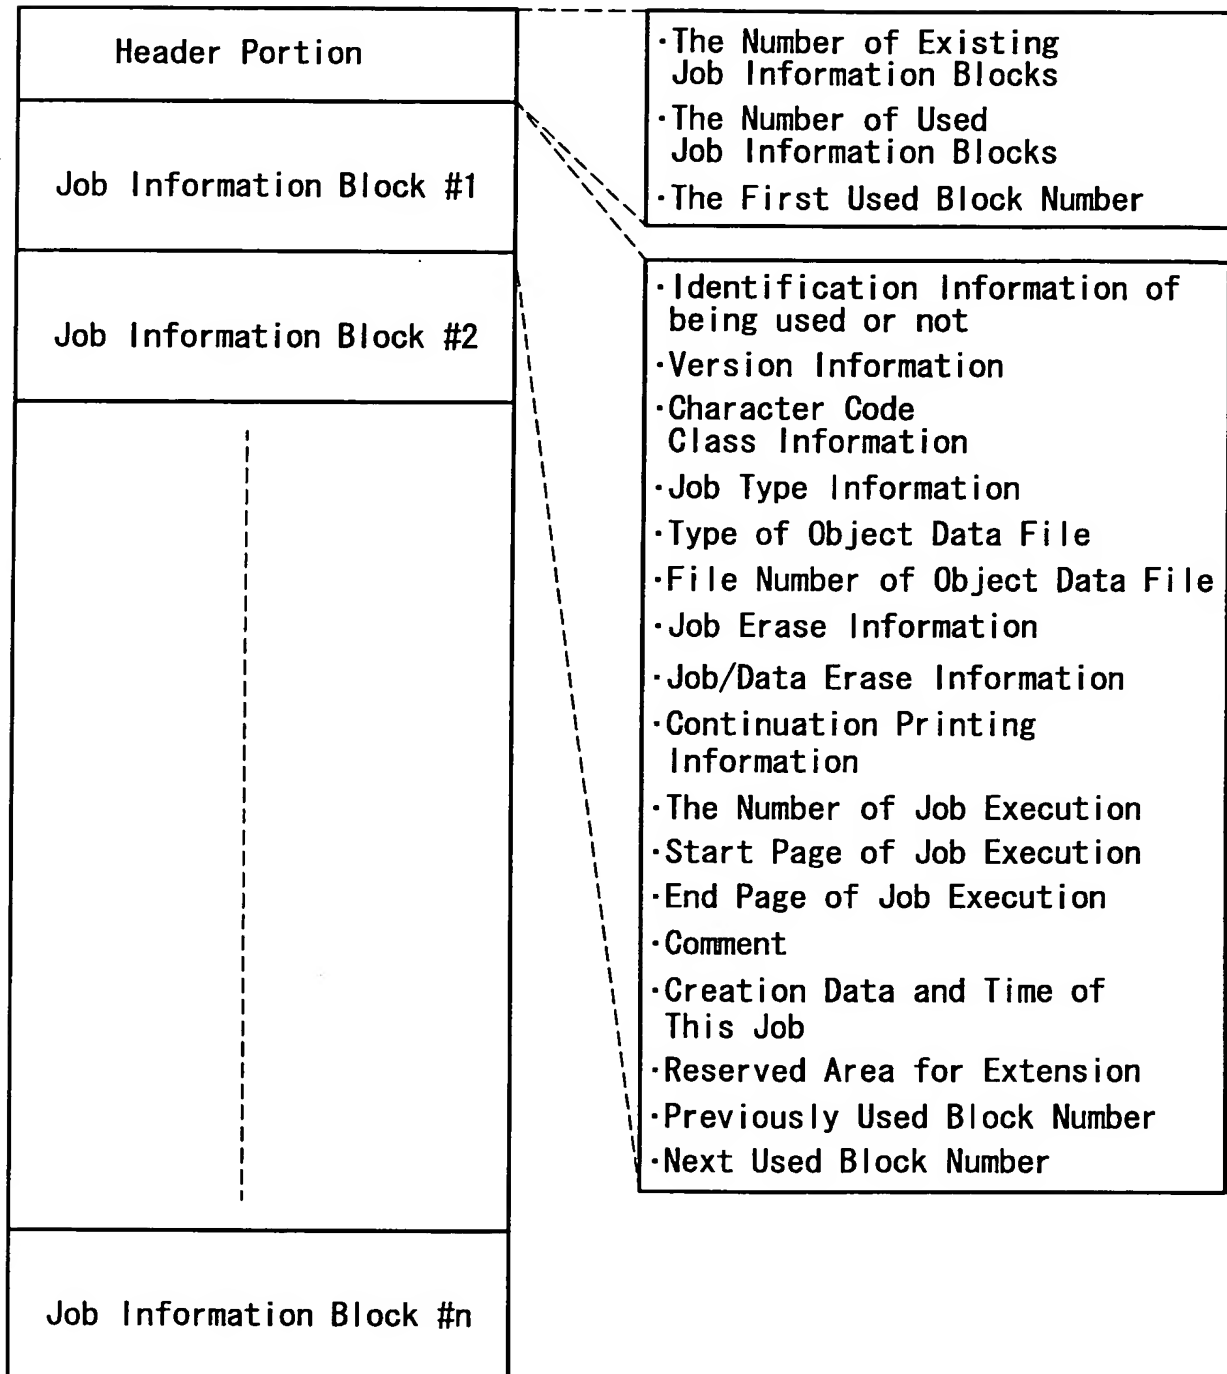 Header Portion
Job Information Block #1
Job Information Block #2
Job Information Block #n
·The Number of Existing
Job Information Blocks
·The Number of Used
Job Information Blocks
·The First Used Block Number
·Identification Information of
being used or not
·Version Information
·Character Code
Class Information
·Job Type Information
·Type of Object Data File
·File Number of Object Data File
·Job Erase Information
·Job/Data Erase Information
·Continuation Printing
Information
·The Number of Job Execution
·Start Page of Job Execution
·End Page of Job Execution
·Comment
·Creation Data and Time of
This Job
·Reserved Area for Extension
·Previously Used Block Number
·Next Used Block Number